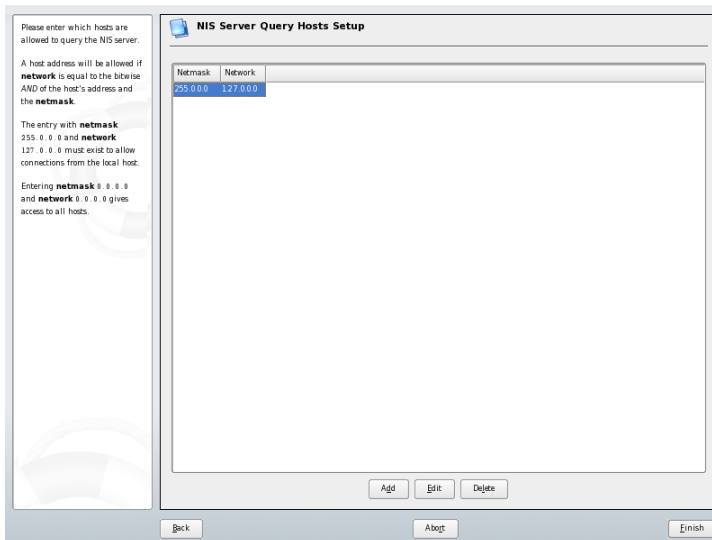 Please enter which hosts are
allowed to query the NIS server.
A host address will be allowed if
network is equal to the bitwise
AND of the host's address and
the netmask.
The entry with netmask
255.0.0.0 and network
127.0.0.0 must exist to allow
connections from the local host.
Entering netmask 0.0.0.0
and network 0.0.0.0 gives
access to all hosts.
NIS Server Query Hosts Setup
Netmask Network
255.0.0.0 127.0.0.0
Add Edit Delete
Back Abort Finish